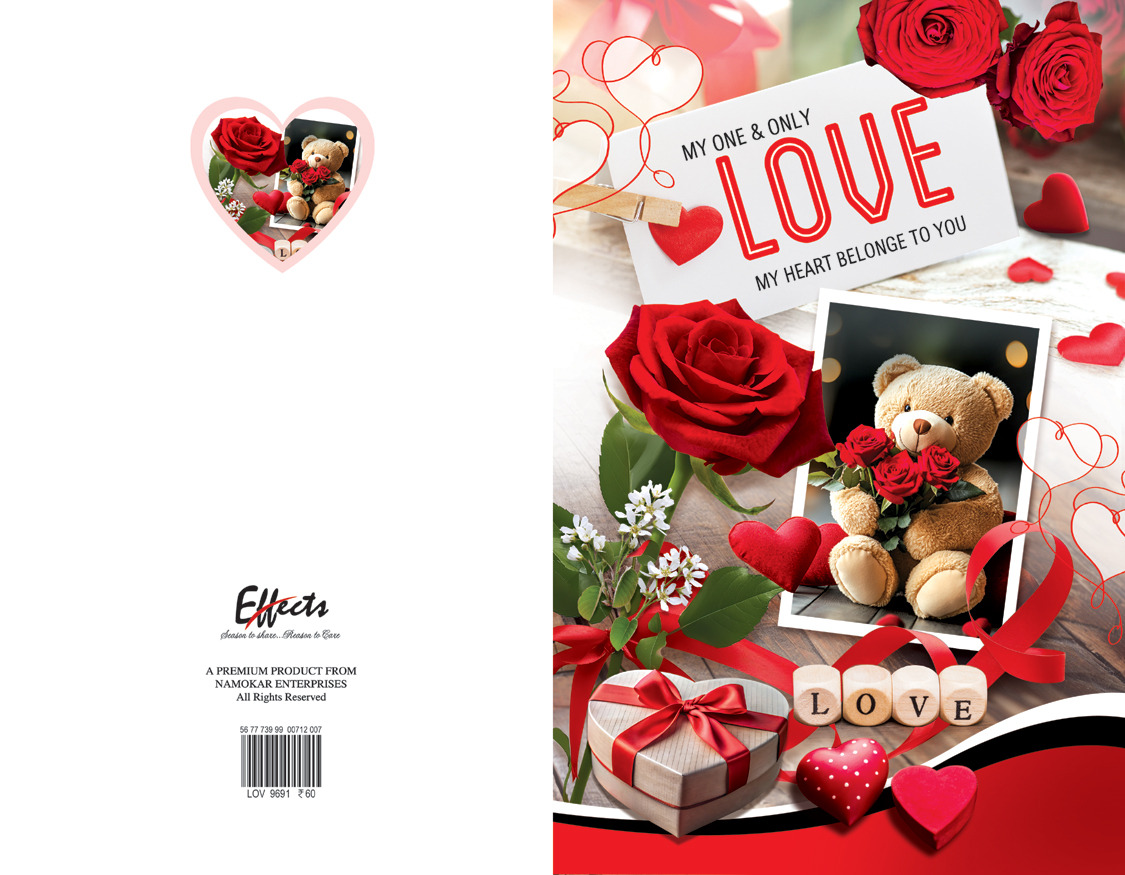 MY ONE & ONLY
LOVE
MY HEART BELONGE TO YOU
L O V E
L
Effects
Season to share...Reason to Care
A PREMIUM PRODUCT FROM
NAMOKAR ENTERPRISES
All Rights Reserved
56 77 739 99 00712 007
LOV 9691 ₹ 60